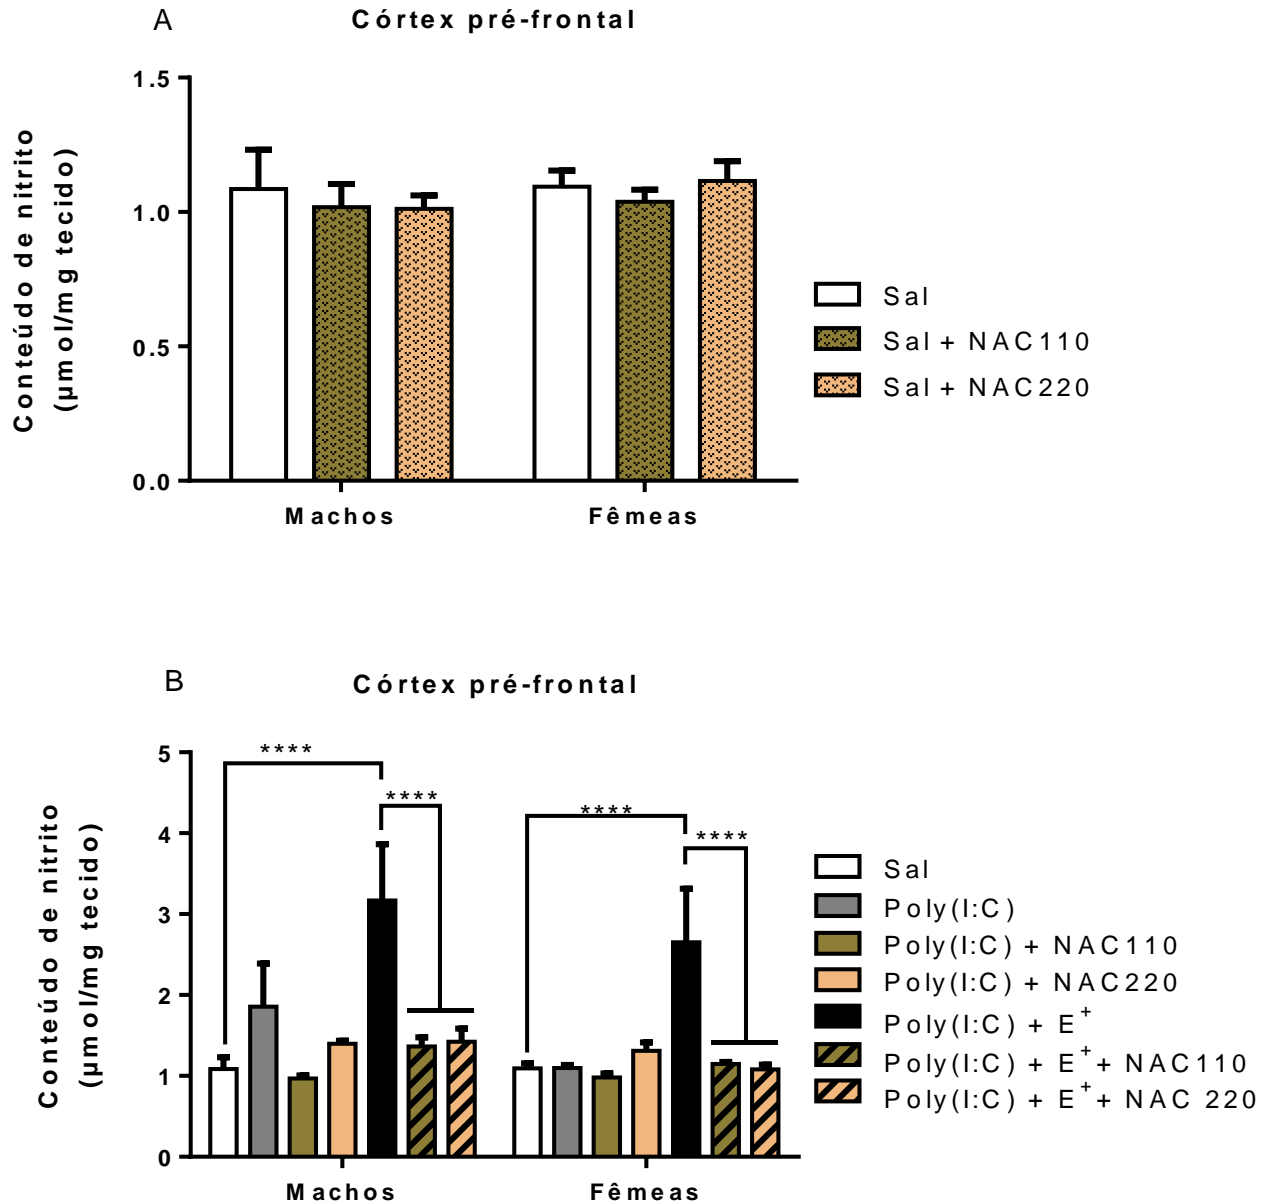 A
Córtex pré-frontal
Conteúdo de nitrito
(μmol/mg tecido)
1.5
1.0
0.5
0.0
Machos
Fêmeas
Sal
Sal + NAC110
Sal + NAC220
B
Córtex pré-frontal
Conteúdo de nitrito
(μmol/mg tecido)
5
4
3
2
1
0
****
****
****
****
Machos
Fêmeas
Sal
Poly(I:C)
Poly(I:C) + NAC110
Poly(I:C) + NAC220
Poly(I:C) + E⁺
Poly(I:C) + E⁺+ NAC110
Poly(I:C) + E⁺+ NAC 220